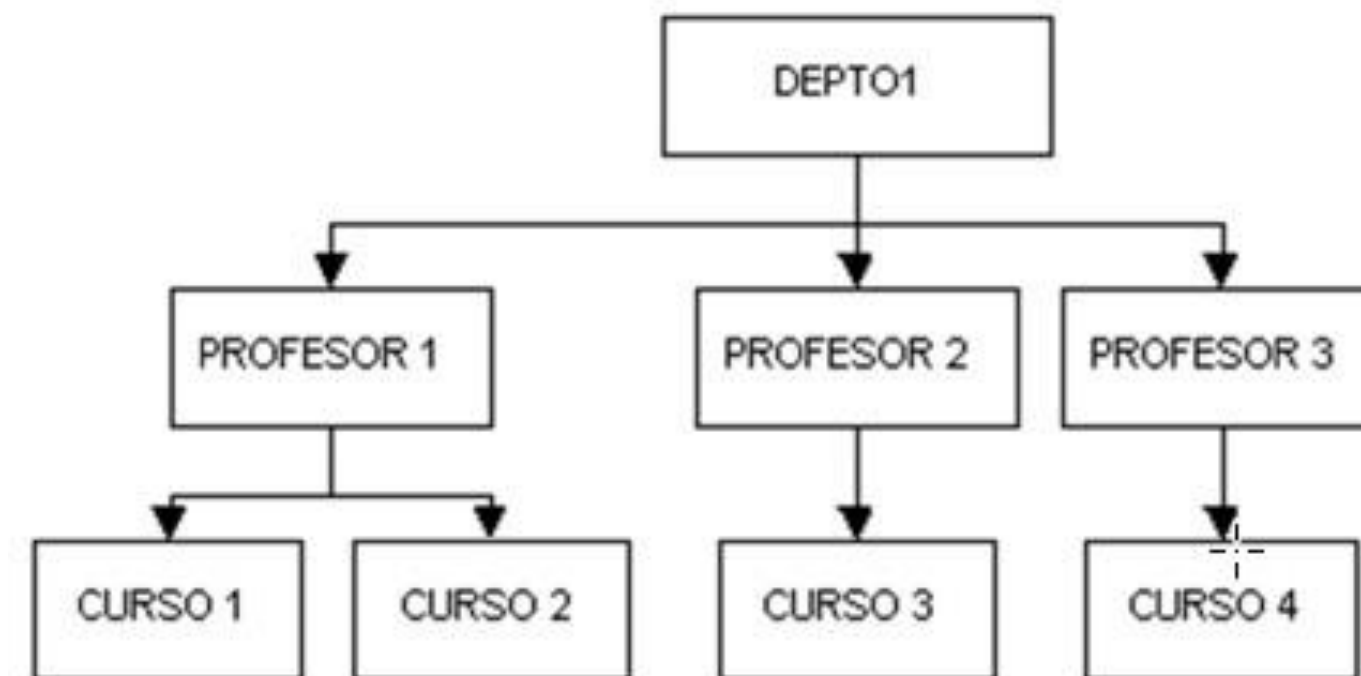 DEPTO1
PROFESOR 1
PROFESOR 2
PROFESOR 3
CURSO 1
CURSO 2
CURSO 3
CURSO 4